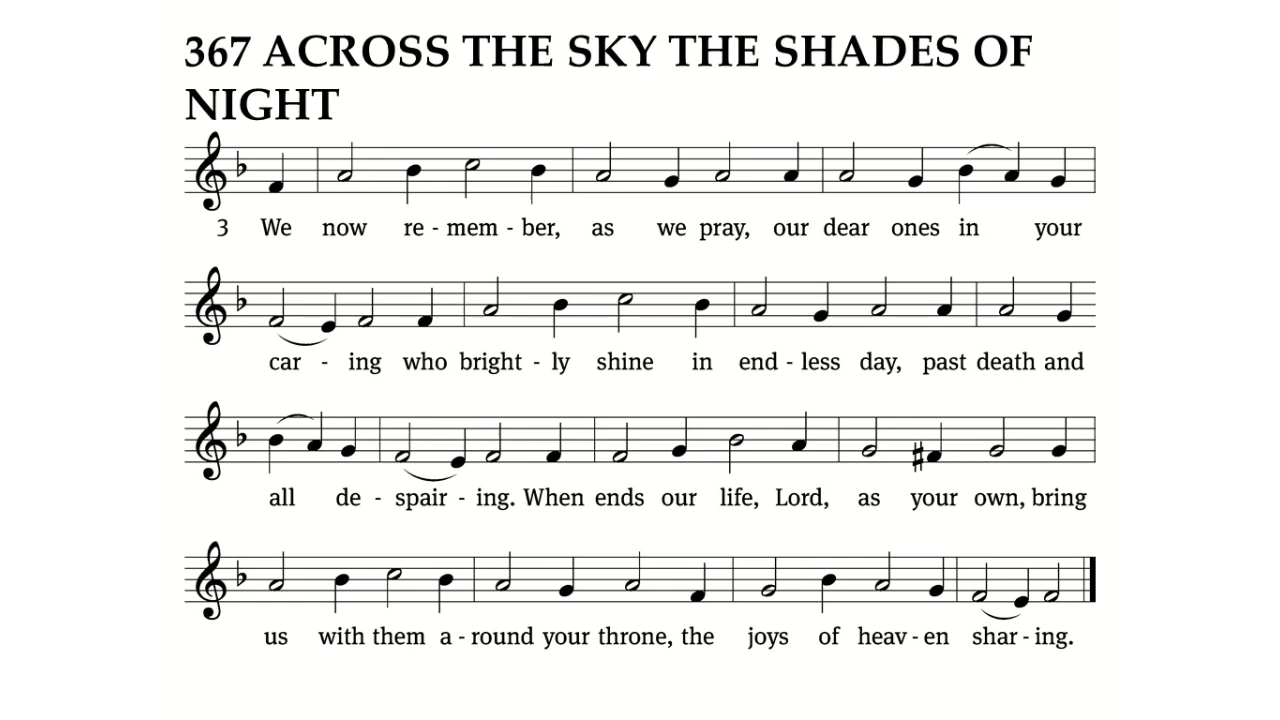 367 ACROSS THE SKY THE SHADES OF
NIGHT
3 We now re - mem - ber, as we pray, our dear ones in your
car - ing who bright - ly shine in end - less day, past death and
all de - spair - ing. When ends our life, Lord, as your own, bring
us with them a - round your throne, the joys of heav - en shar - ing.